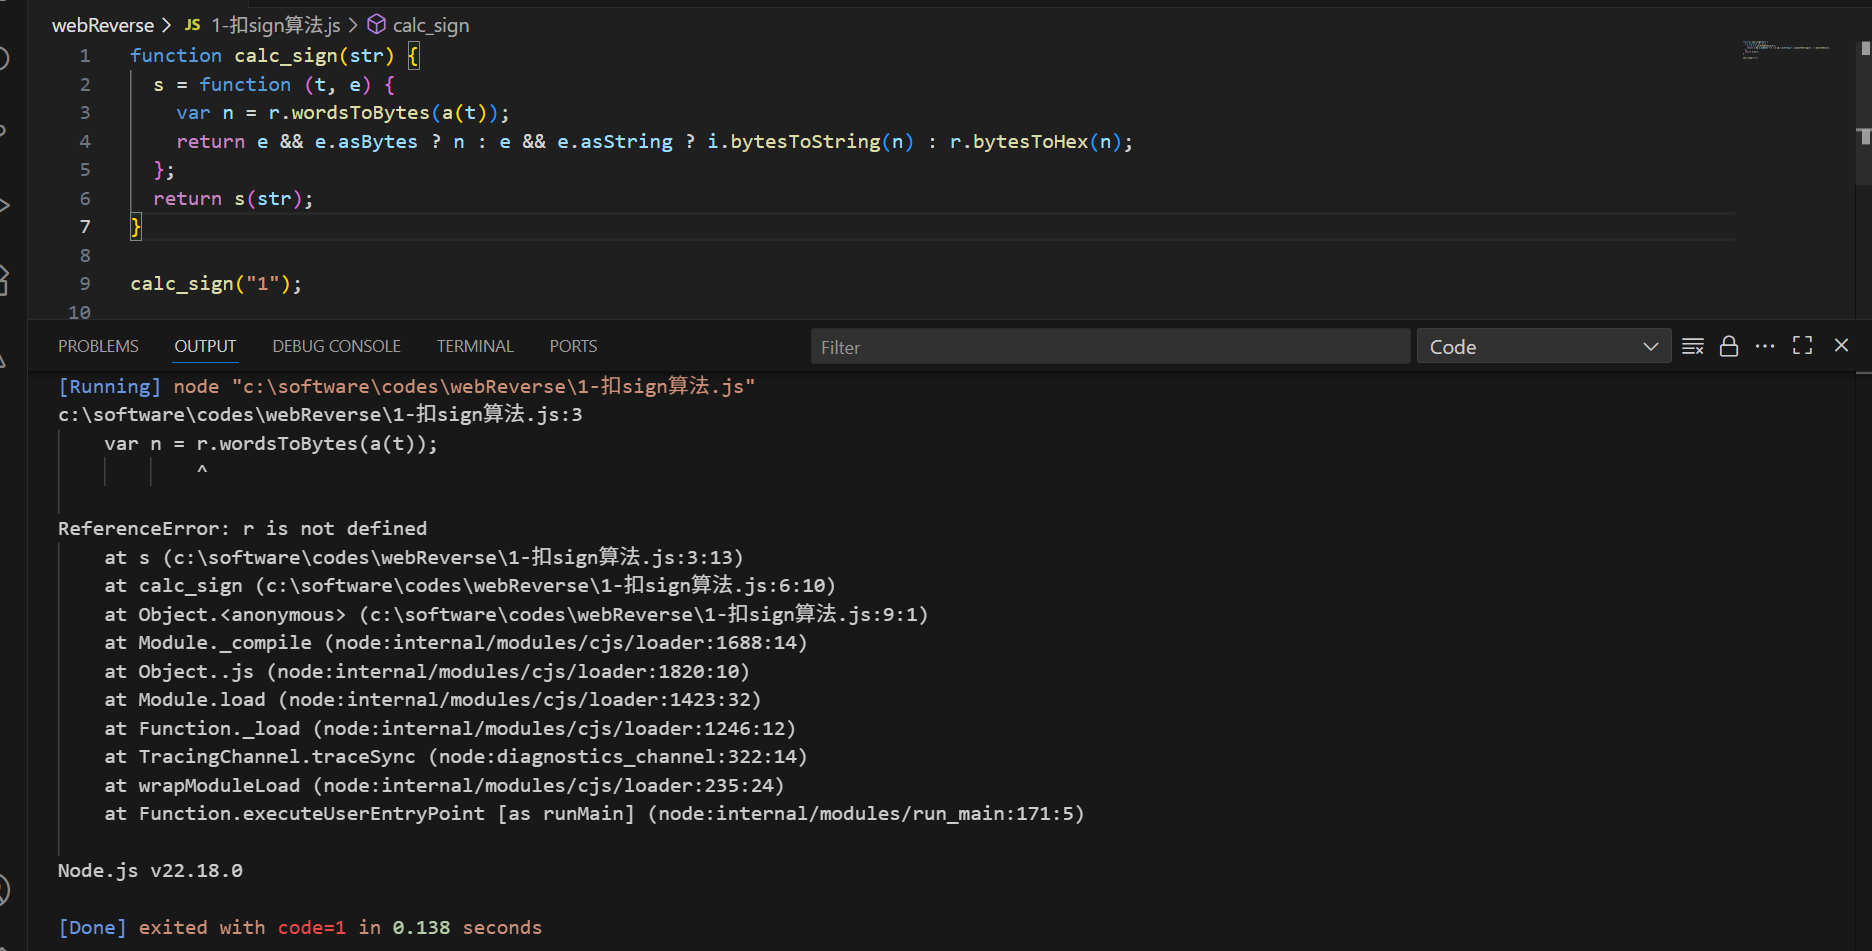 webReverse > JS 1-扣sign算法.js > calc_sign
1 function calc_sign(str) {
2 s = function (t, e) {
3 var n = r.wordsToBytes(a(t));
4 return e && e.asBytes ? n : e && e.asString ? i.bytesToString(n) : r.bytesToHex(n);
5 };
6 return s(str);
7 }
8
9 calc_sign("1");
10
PROBLEMS OUTPUT DEBUG CONSOLE TERMINAL PORTS Filter Code
[Running] node "c:\software\codes\webReverse\1-扣sign算法.js"
c:\software\codes\webReverse\1-扣sign算法.js:3
var n = r.wordsToBytes(a(t));
^
ReferenceError: r is not defined
at s (c:\software\codes\webReverse\1-扣sign算法.js:3:13)
at calc_sign (c:\software\codes\webReverse\1-扣sign算法.js:6:10)
at Object.<anonymous> (c:\software\codes\webReverse\1-扣sign算法.js:9:1)
at Module._compile (node:internal/modules/cjs/loader:1688:14)
at Object..js (node:internal/modules/cjs/loader:1820:10)
at Module.load (node:internal/modules/cjs/loader:1423:32)
at Function._load (node:internal/modules/cjs/loader:1246:12)
at TracingChannel.traceSync (node:diagnostics_channel:322:14)
at wrapModuleLoad (node:internal/modules/cjs/loader:235:24)
at Function.executeUserEntryPoint [as runMain] (node:internal/modules/run_main:171:5)
Node.js v22.18.0
[Done] exited with code=1 in 0.138 seconds